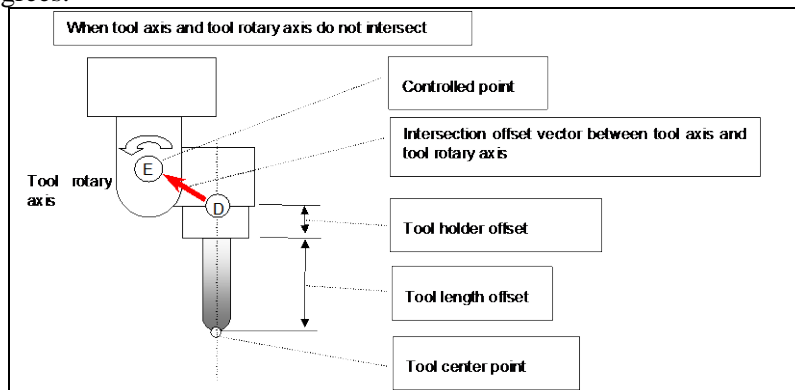 grees.
When tool axis and tool rotary axis do not intersect
Controlled point
Intersection offset vector between tool axis and
tool rotary axis
E
Tool rotary
axis
D
Tool holder offset
Tool length offset
Tool center point